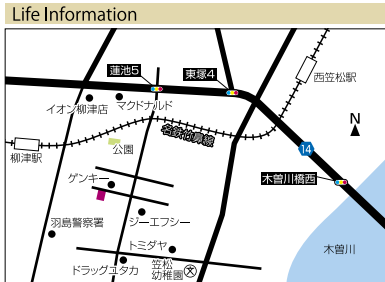 Life Information
蓮池5
東塚4
西笠松駅
イオン柳津店
マクドナルド
名鉄竹鼻線
N
柳津駅
公園
14
ゲンキー
木曽川橋西
羽島警察署
ジーエフシー
トミダヤ
木曽川
ドラッグユタカ
笠松
幼稚園
文